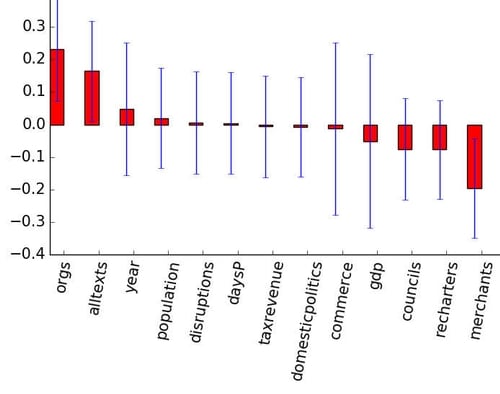 0.3
0.2
0.1
0.0
−0.1
−0.2
−0.3
−0.4
orgs
alltexts
year
population
disruptions
daysP
taxrevenue
domesticpolitics
commerce
gdp
councils
recharters
merchants